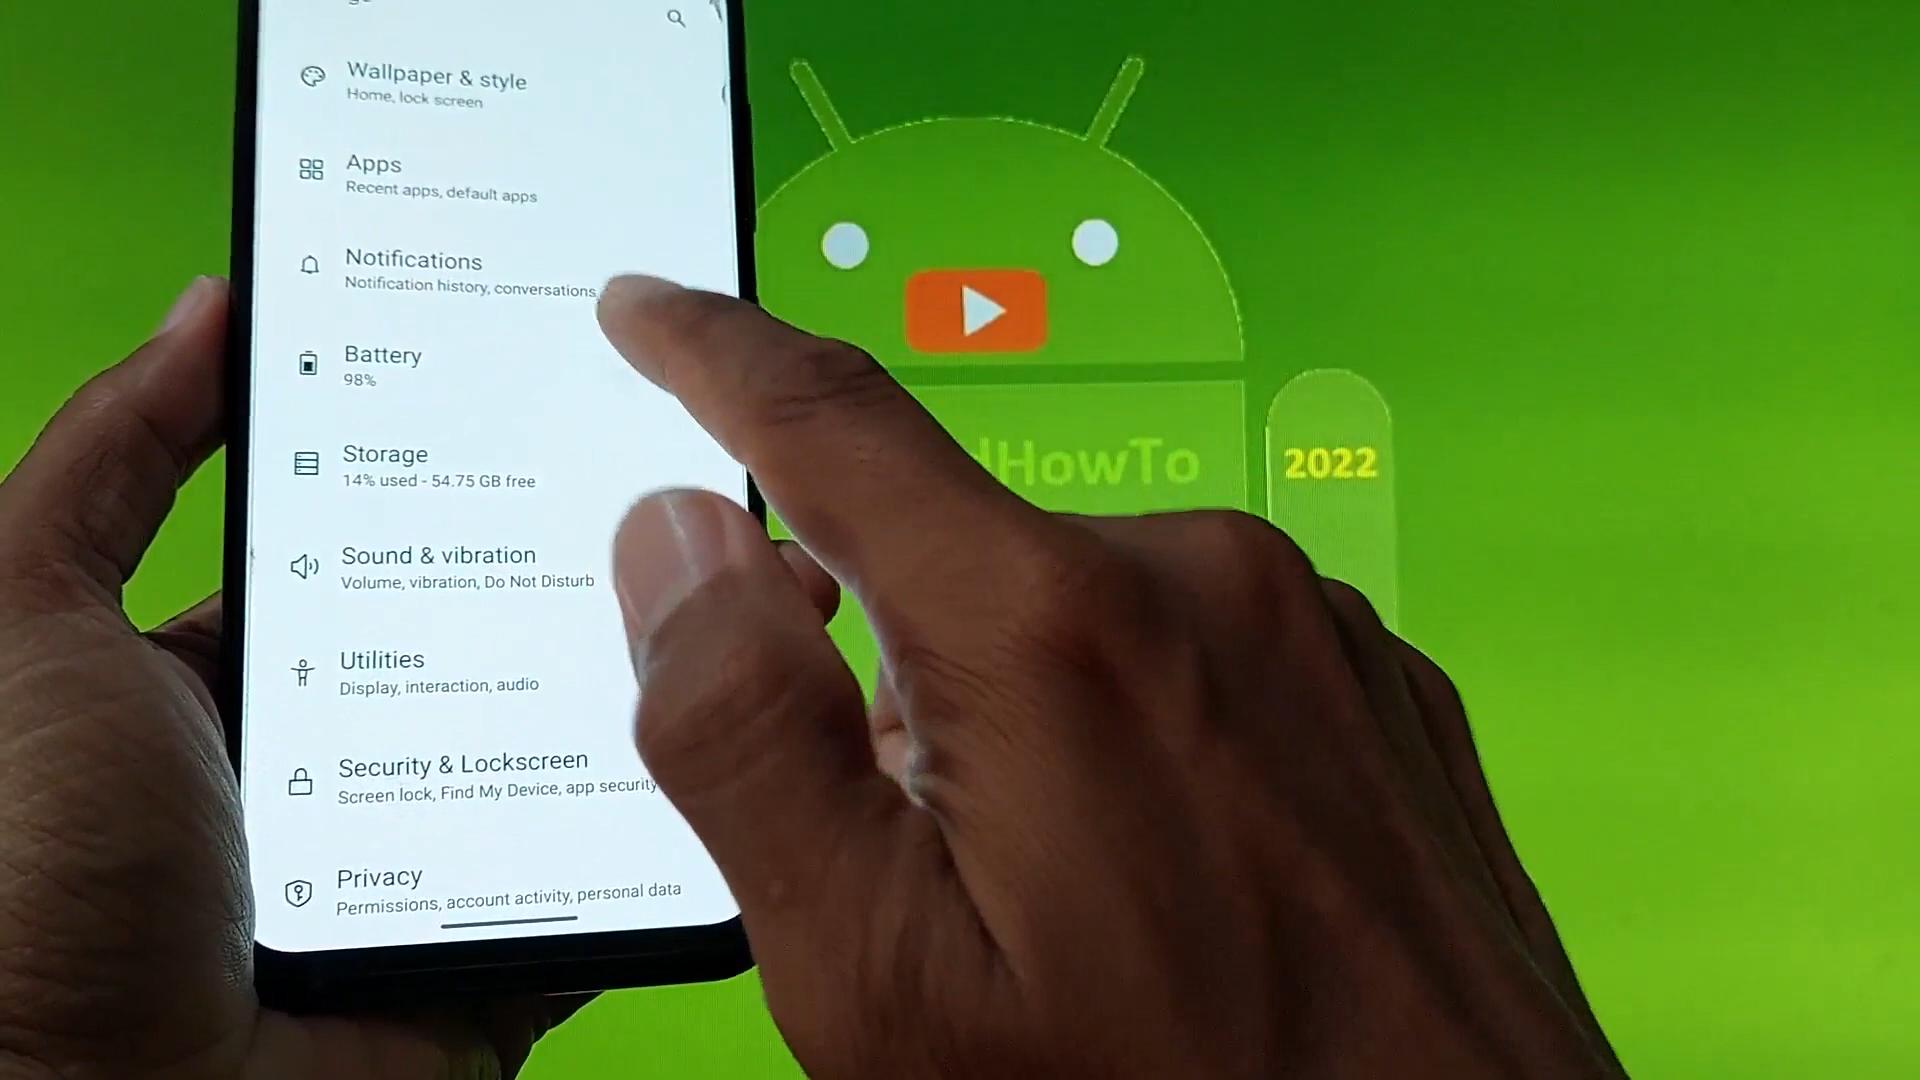 Wallpaper & style
Home, lock screen
Apps
Recent apps, default apps
Notifications
Notification history, conversations
Battery
98%
Storage
14% used - 54.75 GB free
Sound & vibration
Volume, vibration, Do Not Disturb
Utilities
Display, interaction, audio
Security & Lockscreen
Screen lock, Find My Device, app security
Privacy
Permissions, account activity, personal data
HowTo
2022